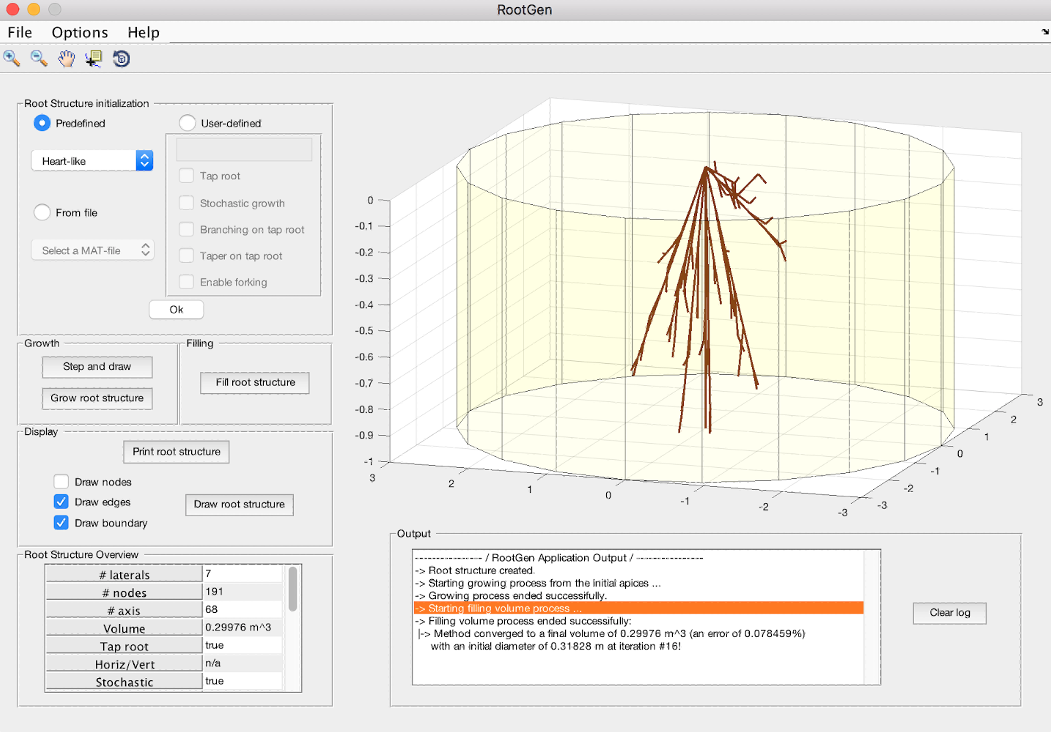 RootGen
File Options Help
Root Structure initialization
Predefined
User-defined
Heart-like
Tap root
Stochastic growth
From file
Branching on tap root
Select a MAT-file
Taper on tap root
Enable forking
Ok
Growth
Filling
Step and draw
Fill root structure
Grow root structure
Display
Print root structure
Draw nodes
Draw edges
Draw root structure
Draw boundary
Root Structure Overview
# laterals 7
# nodes 191
# axis 68
Volume 0.29976 m^3
Tap root true
Horiz/Vert n/a
Stochastic true
0
-0.1
-0.2
-0.3
-0.4
-0.5
-0.6
-0.7
-0.8
-0.9
-1
3
2
1
0
-1
-2
-3
-3
-2
-1
0
1
2
3
Output
---------------- / RootGen Application Output / ----------------
-> Root structure created.
-> Starting growing process from the initial apices ...
-> Growing process ended successfully.
-> Starting filling volume process ...
-> Filling volume process ended successfully:
|-> Method converged to a final volume of 0.29976 m^3 (an error of 0.078459%)
with an initial diameter of 0.31828 m at iteration #16!
Clear log